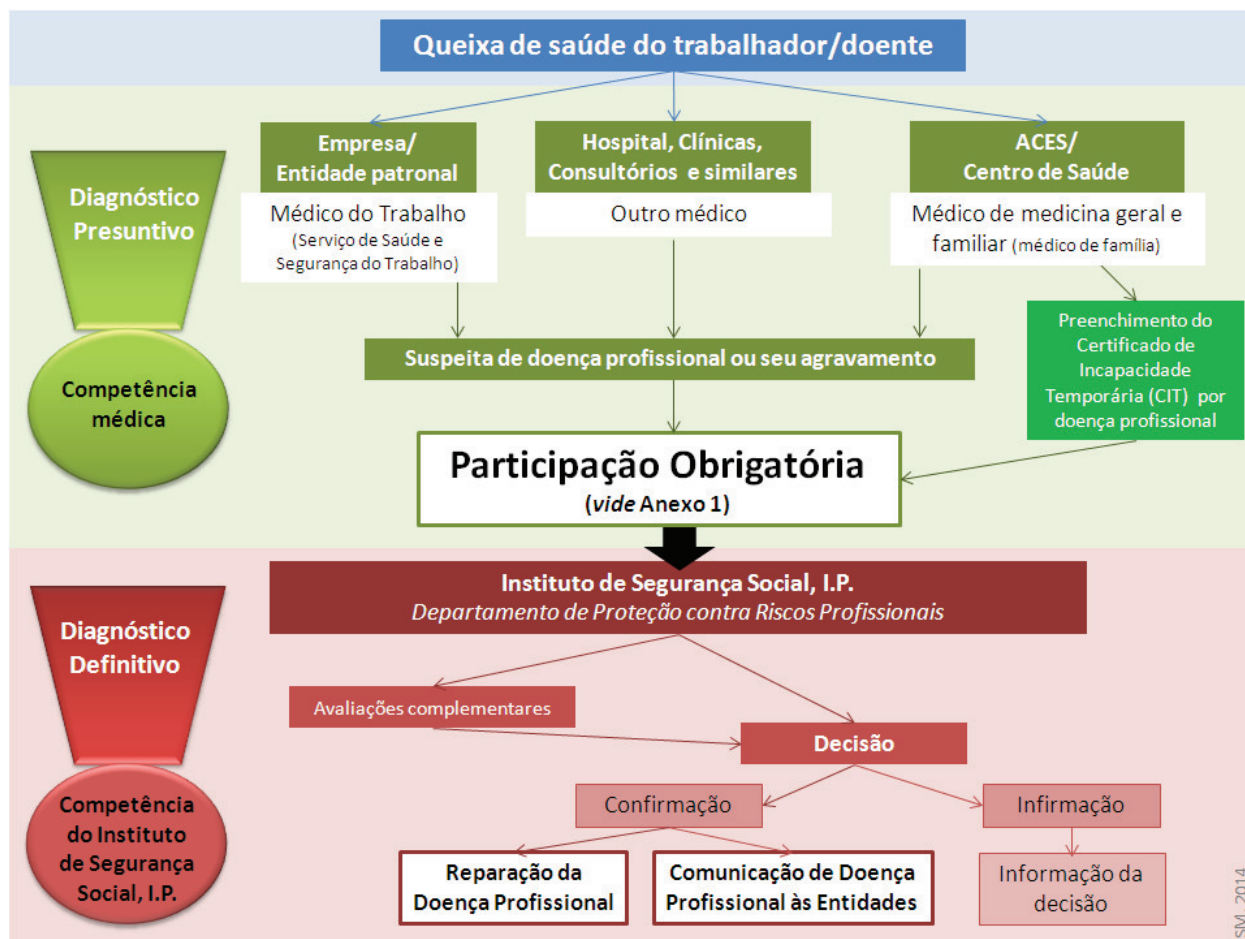 Queixa de saúde do trabalhador/doente
Diagnóstico
Presuntivo
Competência
médica
Empresa/
Entidade patronal
Médico do Trabalho
(Serviço de Saúde e
Segurança do Trabalho)
Hospital, Clínicas,
Consultórios e similares
Outro médico
ACES/
Centro de Saúde
Médico de medicina geral e
familiar (médico de família)
Suspeita de doença profissional ou seu agravamento
Preenchimento do
Certificado de
Incapacidade
Temporária (CIT) por
doença profissional
Participação Obrigatória
(vide Anexo 1)
Diagnóstico
Definitivo
Competência
do Instituto
de Segurança
Social, I.P.
Instituto de Segurança Social, I.P.
Departamento de Proteção contra Riscos Profissionais
Avaliações complementares
Decisão
Confirmação
Infirmação
Reparação da
Doença Profissional
Comunicação de Doença
Profissional às Entidades
Informação da
decisão
SM, 2014